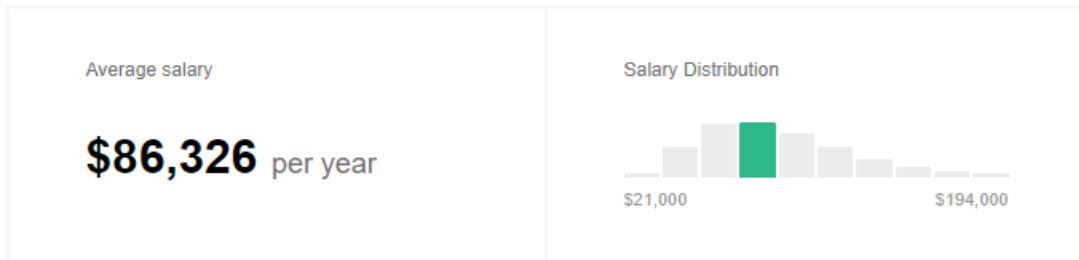 Average salary
$86,326 per year
Salary Distribution
$21,000
$194,000